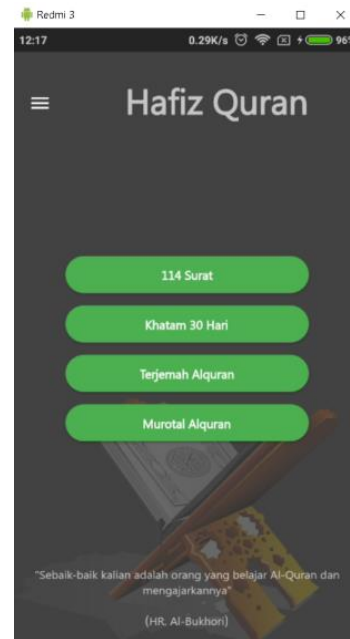 Redmi 3
12:17 0.29K/s 96%
Hafiz Quran
114 Surat
Khatam 30 Hari
Terjemah Alquran
Murotal Alquran
"Sebaik-baik kalian adalah orang yang belajar Al-Quran dan
mengajarkannya"
(HR. Al-Bukhori)